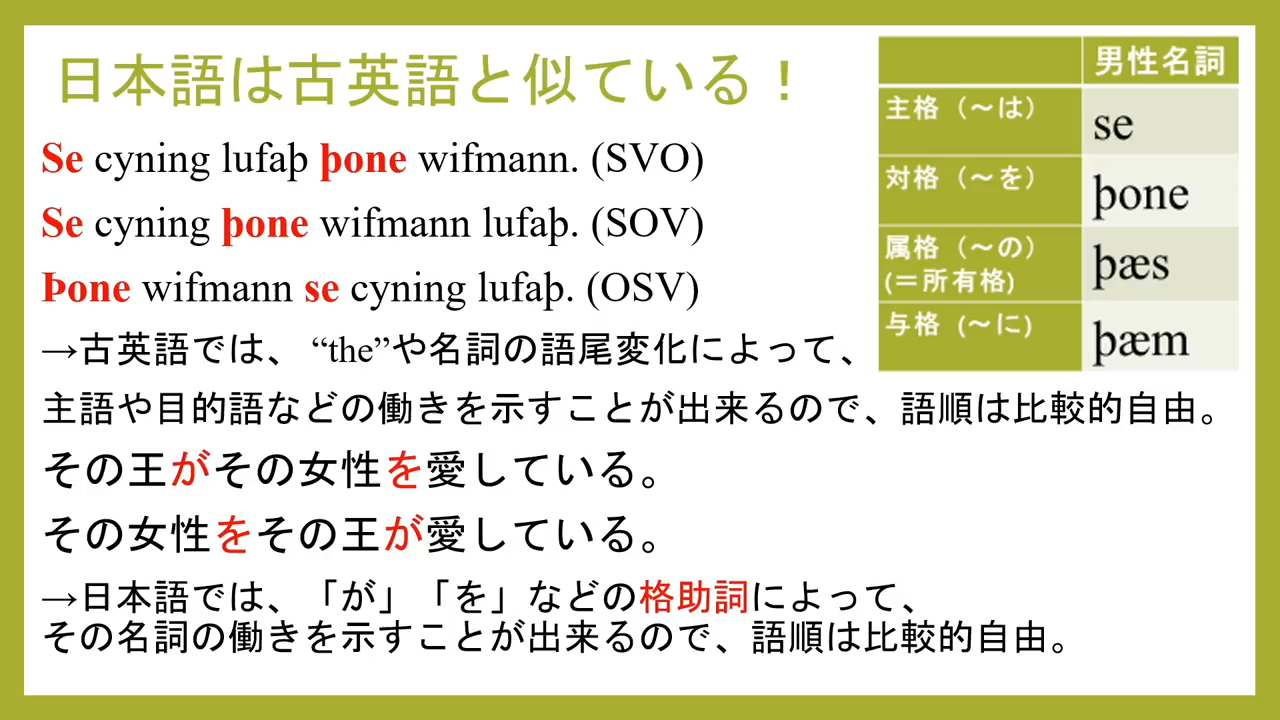 日本語は古英語と似ている！
Se cyning lufaþ þone wifmann. (SVO)
Se cyning þone wifmann lufaþ. (SOV)
Þone wifmann se cyning lufaþ. (OSV)
→古英語では、 “the”や名詞の語尾変化によって、
主語や目的語などの働きを示すことが出来るので、語順は比較的自由。
その王がその女性を愛している。
その女性をその王が愛している。
→日本語では、「が」「を」などの格助詞によって、
その名詞の働きを示すことが出来るので、語順は比較的自由。
男性名詞
主格（～は） se
対格（～を） þone
属格（～の）
(＝所有格) þæs
与格（～に） þæm